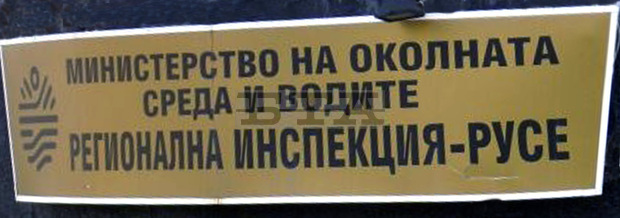 МИНИСТЕРСТВО НА ОКОЛНАТА
СРЕДА И ВОДИТЕ
РЕГИОНАЛНА ИНСПЕКЦИЯ-РУСЕ